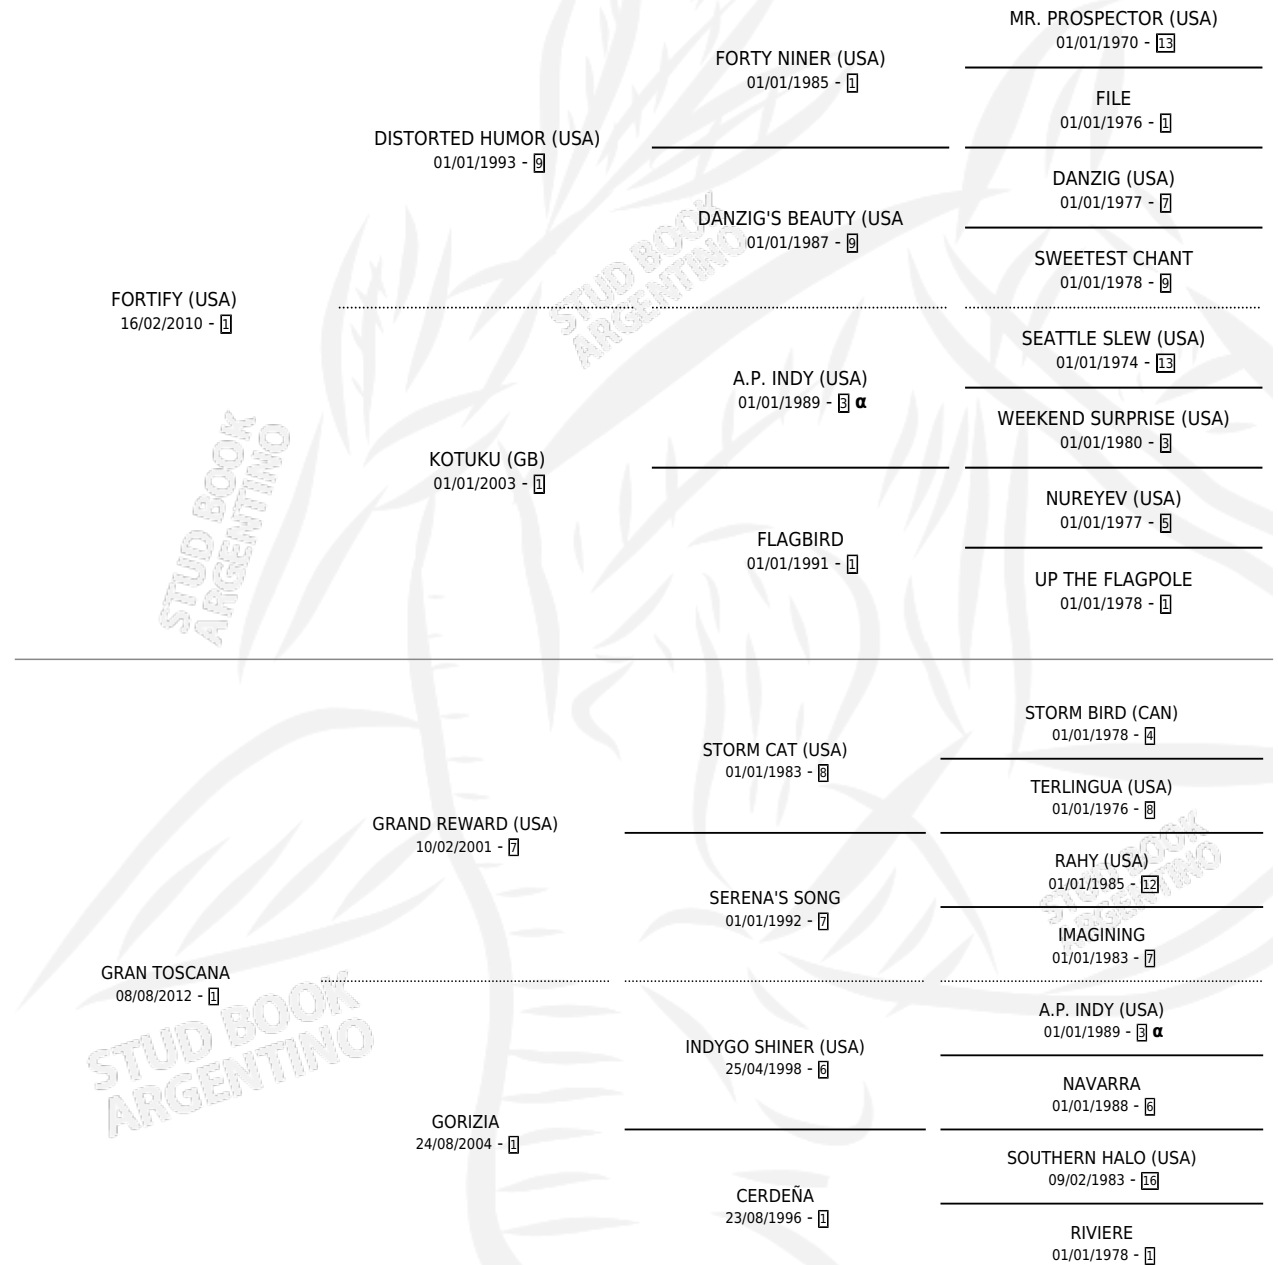 MR. PROSPECTOR (USA)
01/01/1970 - 13
FORTY NINER (USA)
01/01/1985 - 1
FILE
01/01/1976 - 1
DISTORTED HUMOR (USA)
01/01/1993 - 9
DANZIG (USA)
01/01/1977 - 7
DANZIG'S BEAUTY (USA
01/01/1987 - 9
SWEETEST CHANT
01/01/1978 - 9
STUD BOOK
ARGENTINO
FORTIFY (USA)
16/02/2010 - 1
SEATTLE SLEW (USA)
01/01/1974 - 13
A.P. INDY (USA)
01/01/1989 - 3 α
WEEKEND SURPRISE (USA)
01/01/1980 - 3
KOTUKU (GB)
01/01/2003 - 1
NUREYEV (USA)
01/01/1977 - 5
FLAGBIRD
01/01/1991 - 1
UP THE FLAGPOLE
01/01/1978 - 1
STUD BOOK
ARGENTINO
STORM BIRD (CAN)
01/01/1978 - 4
STORM CAT (USA)
01/01/1983 - 8
TERLINGUA (USA)
01/01/1976 - 8
GRAND REWARD (USA)
10/02/2001 - 7
RAHY (USA)
01/01/1985 - 12
SERENA'S SONG
01/01/1992 - 7
IMAGINING
01/01/1983 - 7
STUD BOOK
ARGENTINO
GRAN TOSCANA
08/08/2012 - 1
A.P. INDY (USA)
01/01/1989 - 3 α
INDYGO SHINER (USA)
25/04/1998 - 6
NAVARRA
01/01/1988 - 6
GORIZIA
24/08/2004 - 1
SOUTHERN HALO (USA)
09/02/1983 - 16
CERDEÑA
23/08/1996 - 1
RIVIERE
01/01/1978 - 1
STUD BOOK
ARGENTINO